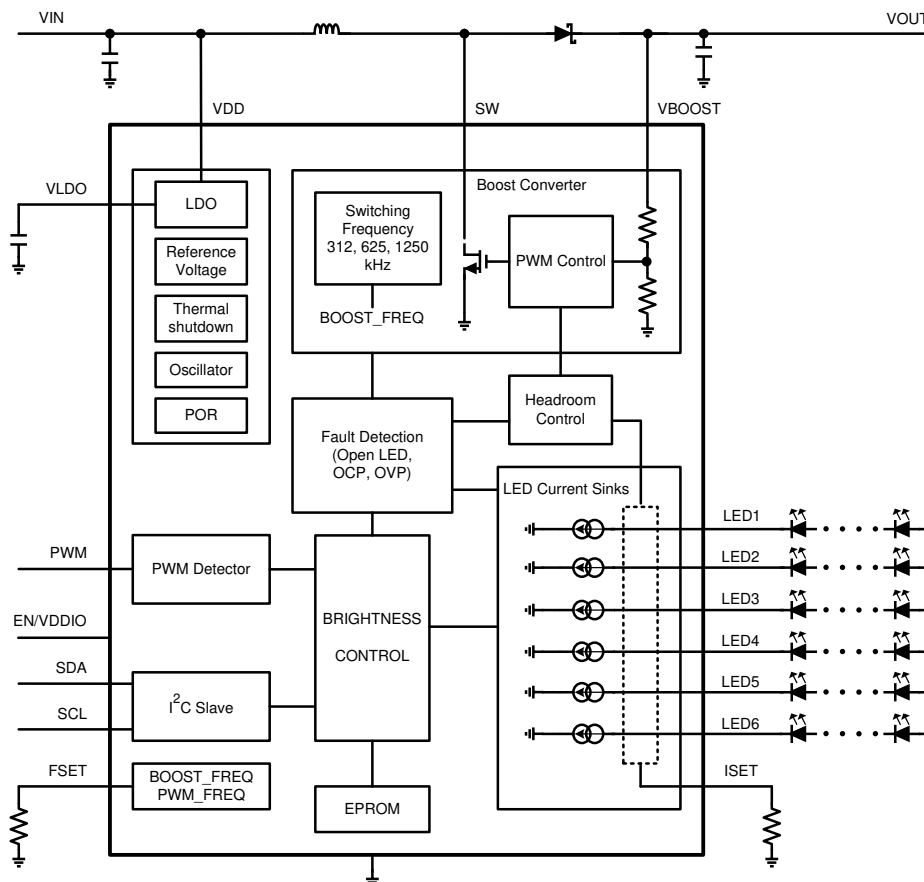 VIN
VOUT
VDD
SW
VBOOST
VLDO
LDO
Reference
Voltage
Thermal
shutdown
Oscillator
POR
Boost Converter
Switching
Frequency
312, 625, 1250
kHz
BOOST_FREQ
PWM Control
Headroom
Control
Fault Detection
(Open LED,
OCP, OVP)
LED Current Sinks
LED1
LED2
LED3
LED4
LED5
LED6
PWM
PWM Detector
BRIGHTNESS
CONTROL
EN/VDDIO
SDA
SCL
I²C Slave
FSET
BOOST_FREQ
PWM_FREQ
EPROM
ISET